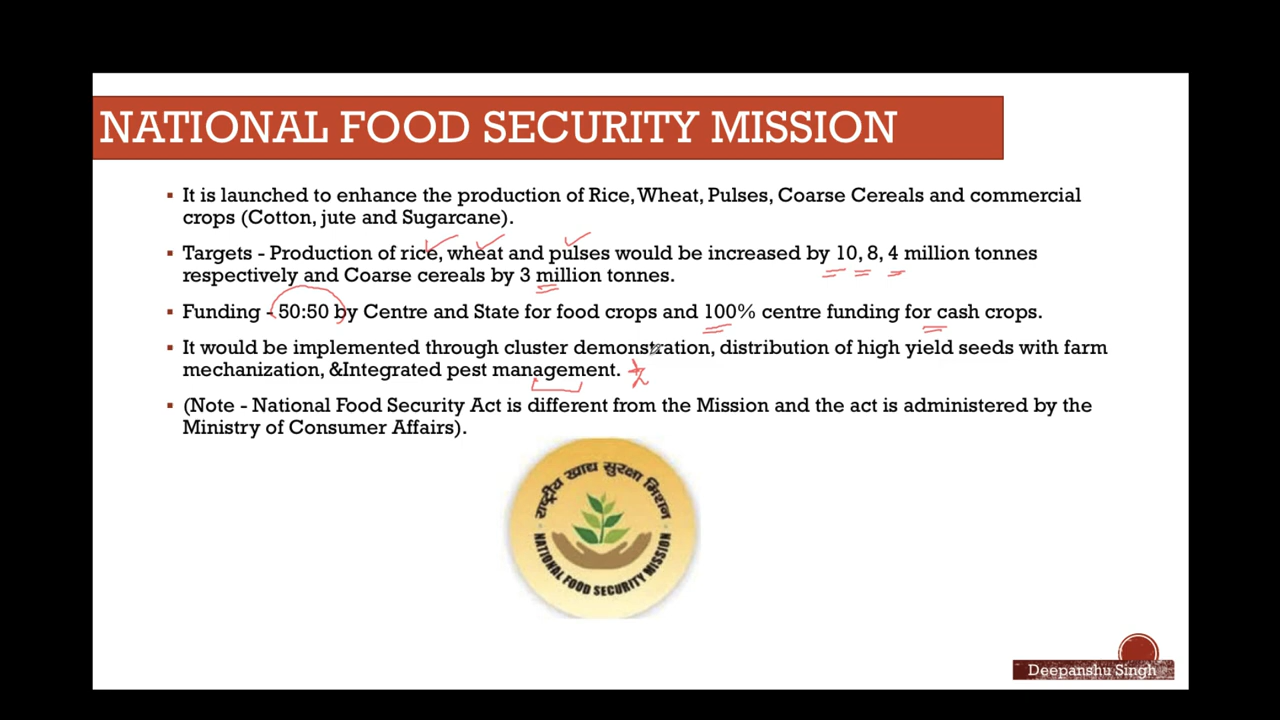 NATIONAL FOOD SECURITY MISSION
▪ It is launched to enhance the production of Rice, Wheat, Pulses, Coarse Cereals and commercial
crops (Cotton, jute and Sugarcane).
▪ Targets - Production of rice, wheat and pulses would be increased by 10, 8, 4 million tonnes
respectively and Coarse cereals by 3 million tonnes.
▪ Funding - 50:50 by Centre and State for food crops and 100% centre funding for cash crops.
▪ It would be implemented through cluster demonstration, distribution of high yield seeds with farm
mechanization, &Integrated pest management.
▪ (Note - National Food Security Act is different from the Mission and the act is administered by the
Ministry of Consumer Affairs).
राष्ट्रीय खाद्य सुरक्षा मिशन
NATIONAL FOOD SECURITY MISSION
Deepanshu Singh